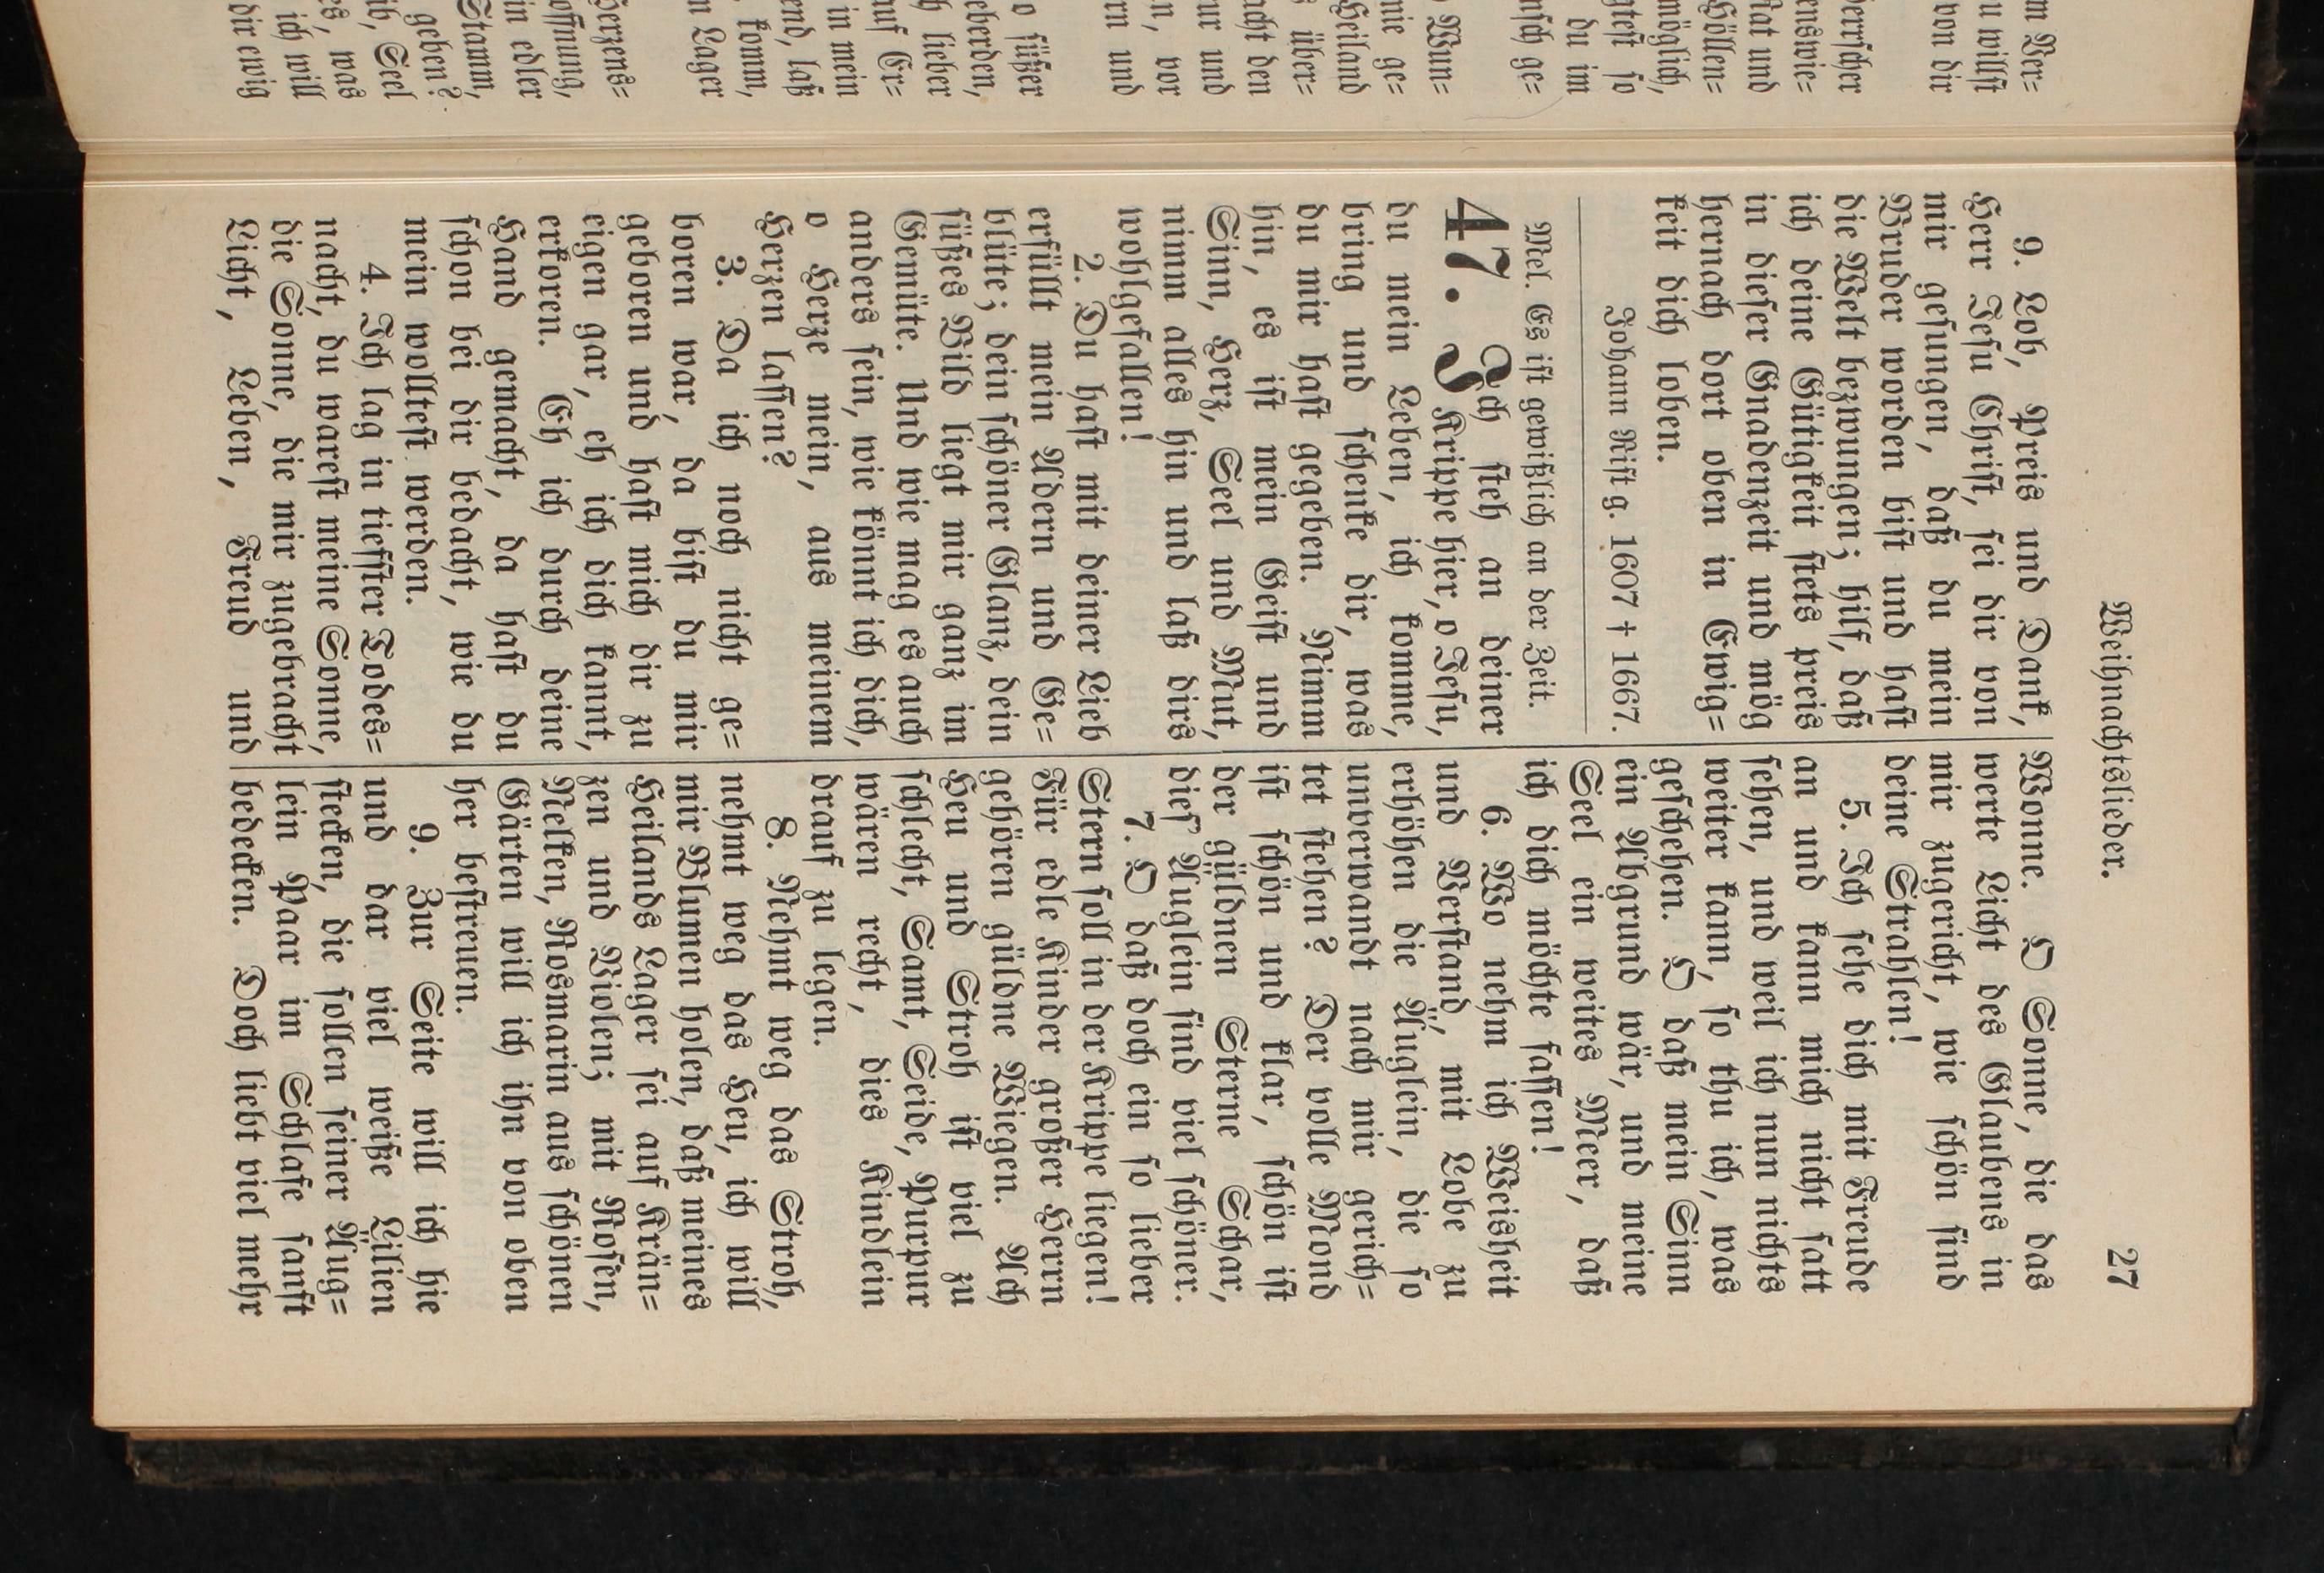 Weihnachtslieder. 27
9. Lob, Preis und Dank,
Herr Jesu Christ, sei dir von
mir gesungen, daß du mein
Bruder worden bist und hast
die Welt bezwungen; hilf, daß
ich deine Gütigkeit stets preis
in dieser Gnadenzeit und mög
hernach dort oben in Ewig=
keit dich loben.
Johann Rist g. 1607 † 1667.
Mel. Es ist gewißlich an der Zeit.
47. Ich steh an deiner
Krippe hier, o Jesu,
du mein Leben, ich komme,
bring und schenke dir, was
du mir hast gegeben. Nimm
hin, es ist mein Geist und
Sinn, Herz, Seel und Mut,
nimm alles hin und laß dirs
wohlgefallen!
2. Du hast mit deiner Lieb
erfüllt mein Adern und Ge=
blüte; dein schöner Glanz, dein
süßes Bild liegt mir ganz im
Gemüte. Und wie mag es auch
anders sein, wie könnt ich dich,
o Herze mein, aus meinem
Herzen lassen?
3. Da ich noch nicht ge=
boren war, da bist du mir
geboren und hast mich dir zu
eigen gar, eh ich dich kannt,
erkoren. Eh ich durch deine
Hand gemacht, da hast du
schon bei dir bedacht, wie du
mein wolltest werden.
4. Ich lag in tiefster Todes=
nacht, du warest meine Sonne,
die Sonne, die mir zugebracht
Licht, Leben, Freud und
Wonne. O Sonne, die das
werte Licht des Glaubens in
mir zugericht, wie schön sind
deine Strahlen!
5. Ich sehe dich mit Freude
an und kann mich nicht satt
sehen, und weil ich nun nichts
weiter kann, so thu ich, was
geschehen. O daß mein Sinn
ein Abgrund wär, und meine
Seel ein weites Meer, daß
ich dich möchte fassen!
6. Wo nehm ich Weisheit
und Verstand, mit Lobe zu
erhöhen die Äuglein, die so
unverwandt nach mir gerich=
tet stehen? Der volle Mond
ist schön und klar, schön ist
der güldnen Sterne Schar,
dies' Äuglein sind viel schöner.
7. O daß doch ein so lieber
Stern soll in der Krippe liegen!
Für edle Kinder großer Herrn
gehören güldne Wiegen. Ach
Heu und Stroh ist viel zu
schlecht, Samt, Seide, Purpur
wären recht, dies Kindlein
drauf zu legen.
8. Nehmt weg das Stroh,
nehmt weg das Heu, ich will
mir Blumen holen, daß meines
Heilands Lager sei auf Krän=
zen und Violen; mit Rosen,
Nelken, Rosmarin aus schönen
Gärten will ich ihn von oben
her bestreuen.
9. Zur Seite will ich hie
und dar viel weiße Lilien
stecken, die sollen seiner Äug=
lein Paar im Schlafe sanft
bedecken. Doch liebt viel mehr